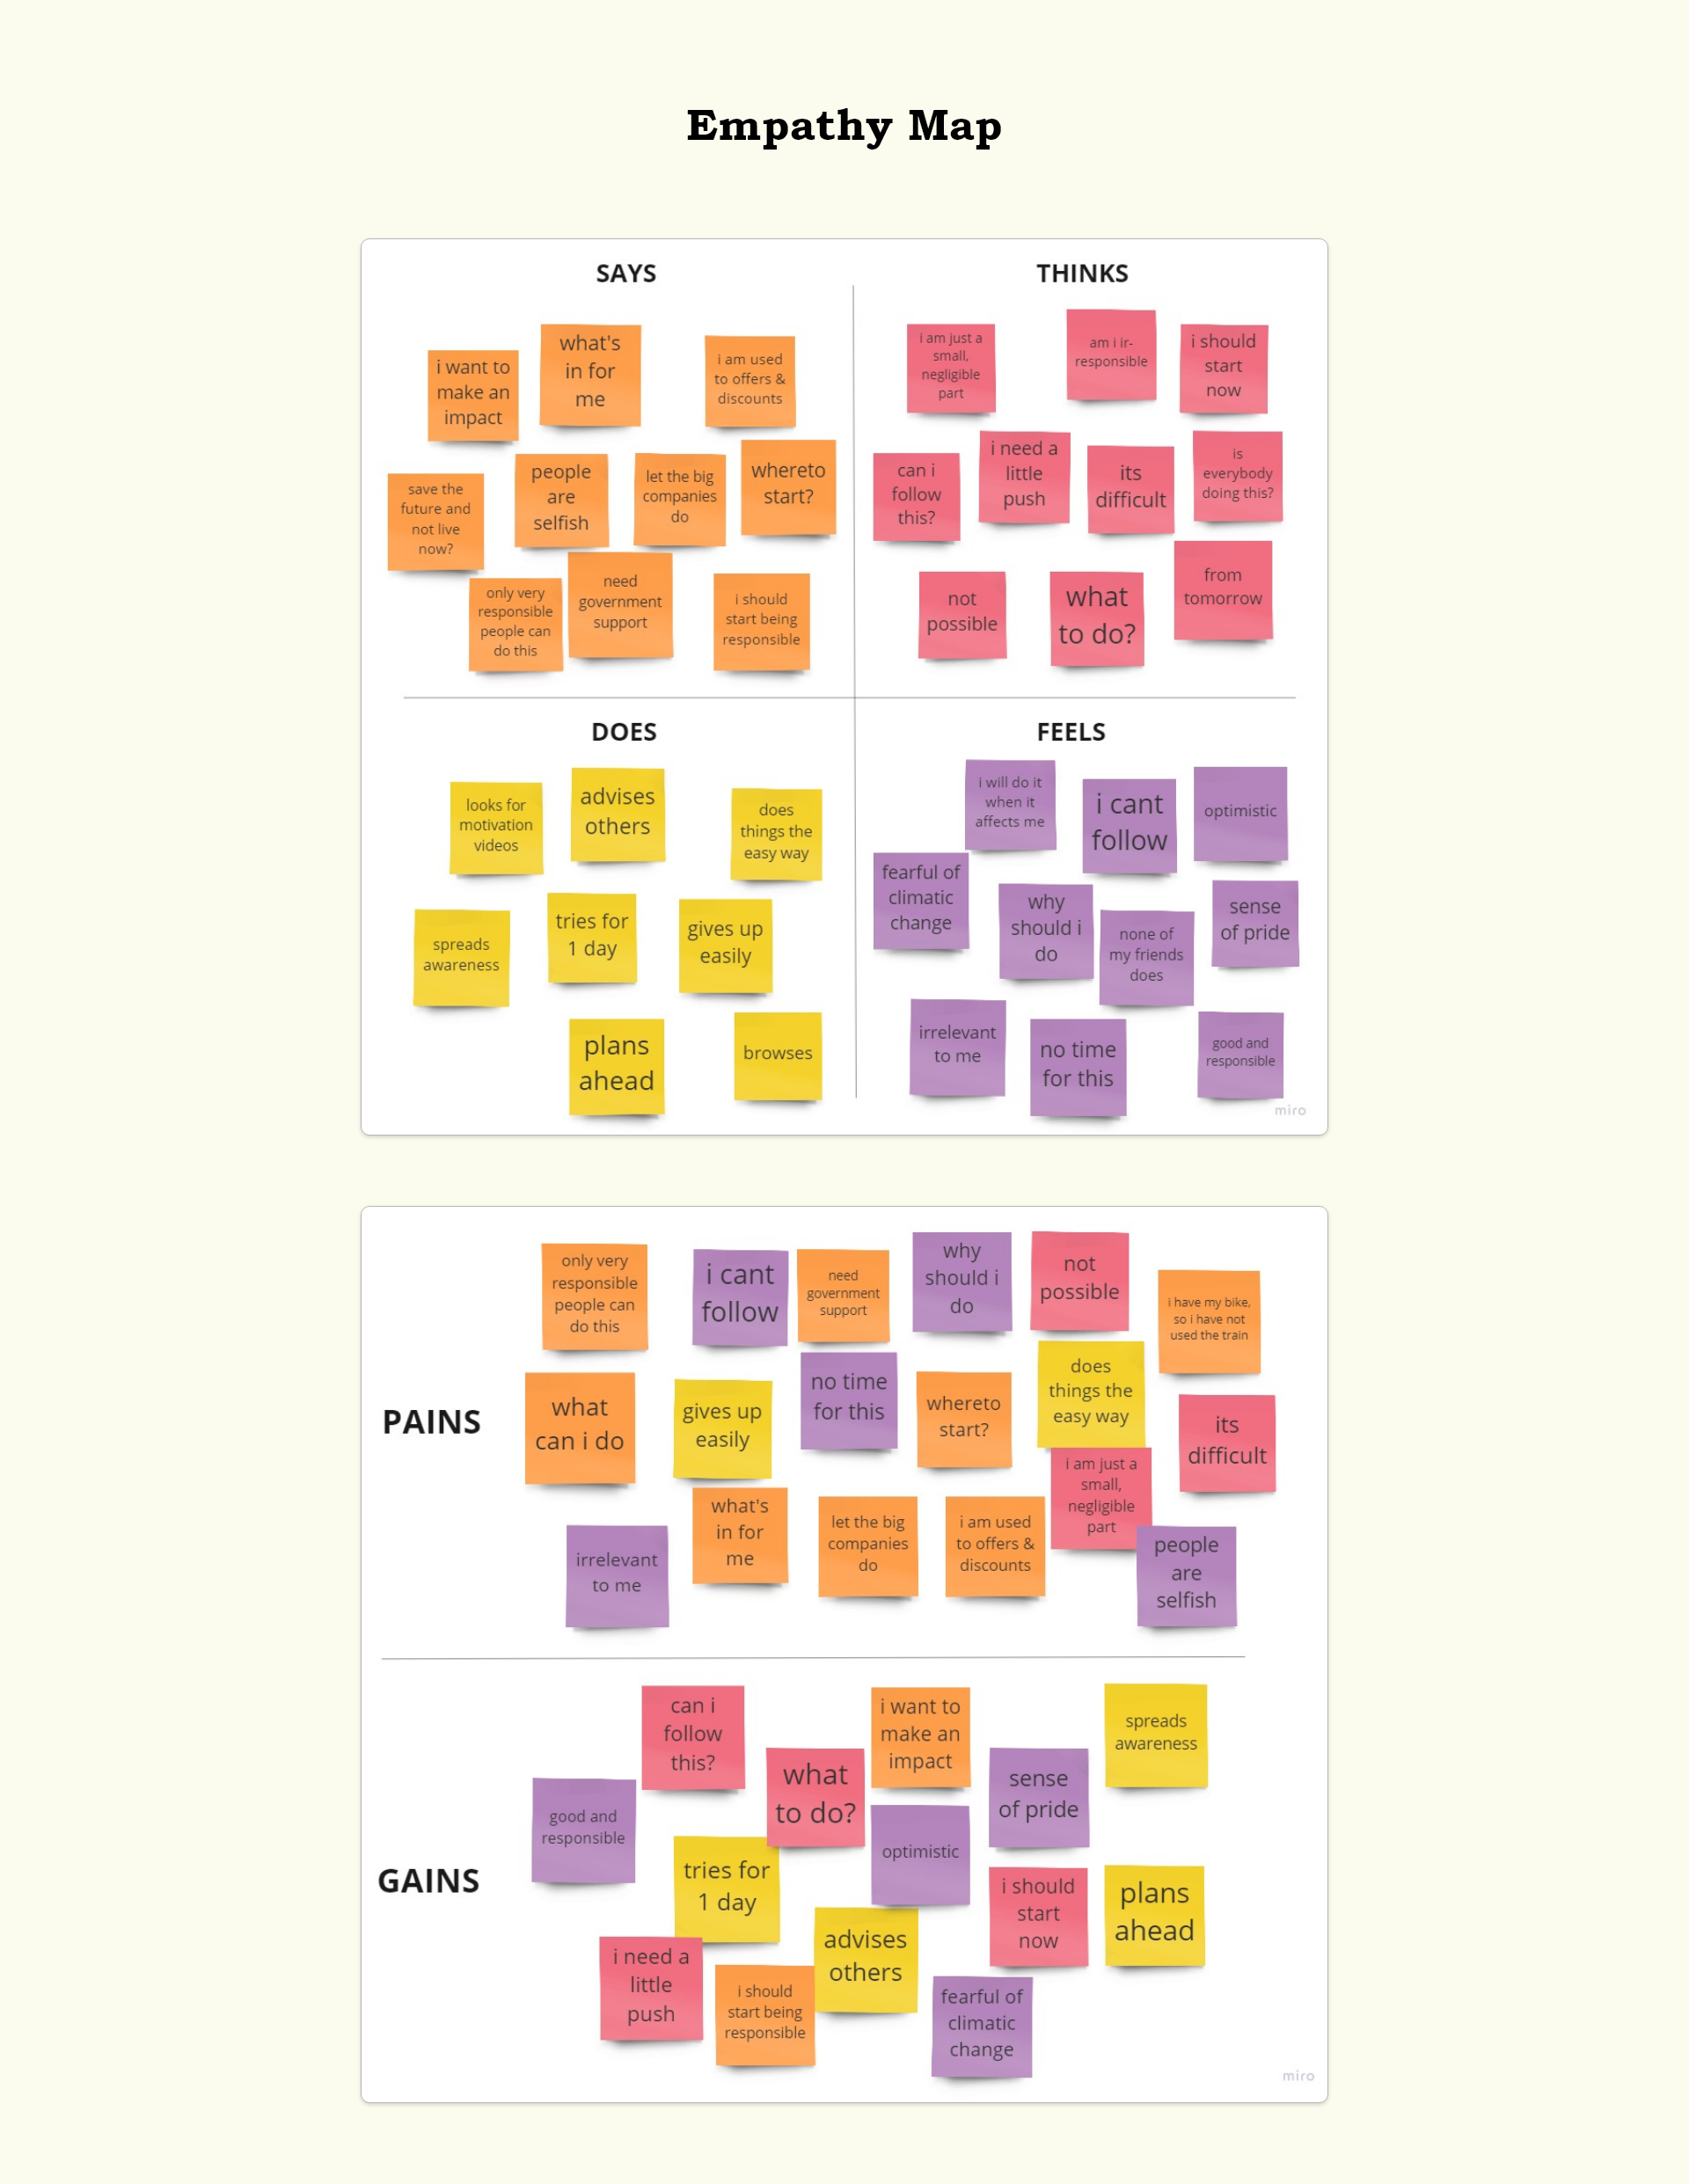 Empathy Map
SAYS
i want to
make an
impact
what's
in for
me
i am used
to offers &
discounts
save the
future and
not live
now?
people
are
selfish
let the big
companies
do
whereto
start?
only very
responsible
people can
do this
need
government
support
i should
start being
responsible
THINKS
i am just a
small,
negligible
part
am i ir-
responsible
i should
start
now
can i
follow
this?
i need a
little
push
its
difficult
is
everybody
doing this?
not
possible
what
to do?
from
tomorrow
DOES
looks for
motivation
videos
advises
others
does
things the
easy way
spreads
awareness
tries for
1 day
gives up
easily
plans
ahead
browses
FEELS
i will do it
when it
affects me
i cant
follow
optimistic
fearful of
climatic
change
why
should i
do
none of
my friends
does
sense
of pride
irrelevant
to me
no time
for this
good and
responsible
miro
PAINS
only very
responsible
people can
do this
i cant
follow
need
government
support
why
should i
do
not
possible
i have my bike,
so i have not
used the train
what
can i do
gives up
easily
no time
for this
whereto
start?
does
things the
easy way
its
difficult
irrelevant
to me
what's
in for
me
let the big
companies
do
i am used
to offers &
discounts
i am just a
small,
negligible
part
people
are
selfish
GAINS
can i
follow
this?
i want to
make an
impact
spreads
awareness
good and
responsible
what
to do?
sense
of pride
optimistic
tries for
1 day
i should
start
now
plans
ahead
i need a
little
push
i should
start being
responsible
advises
others
fearful of
climatic
change
miro